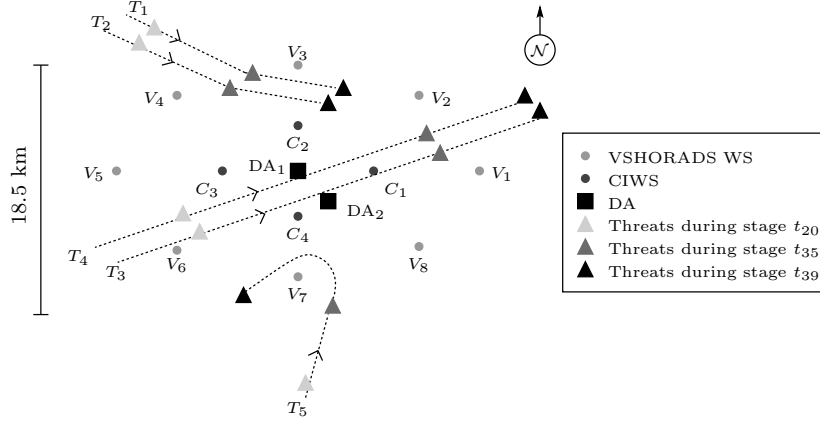 T₁
T₂
V₃
𝒩
V₄
V₂
C₂
18.5 km
DA₁
V₅
C₃
C₁
V₁
DA₂
C₄
T₄
T₃
V₆
V₈
V₇
T₅
VSHORADS WS
CIWS
DA
Threats during stage t₂₀
Threats during stage t₃₅
Threats during stage t₃₉